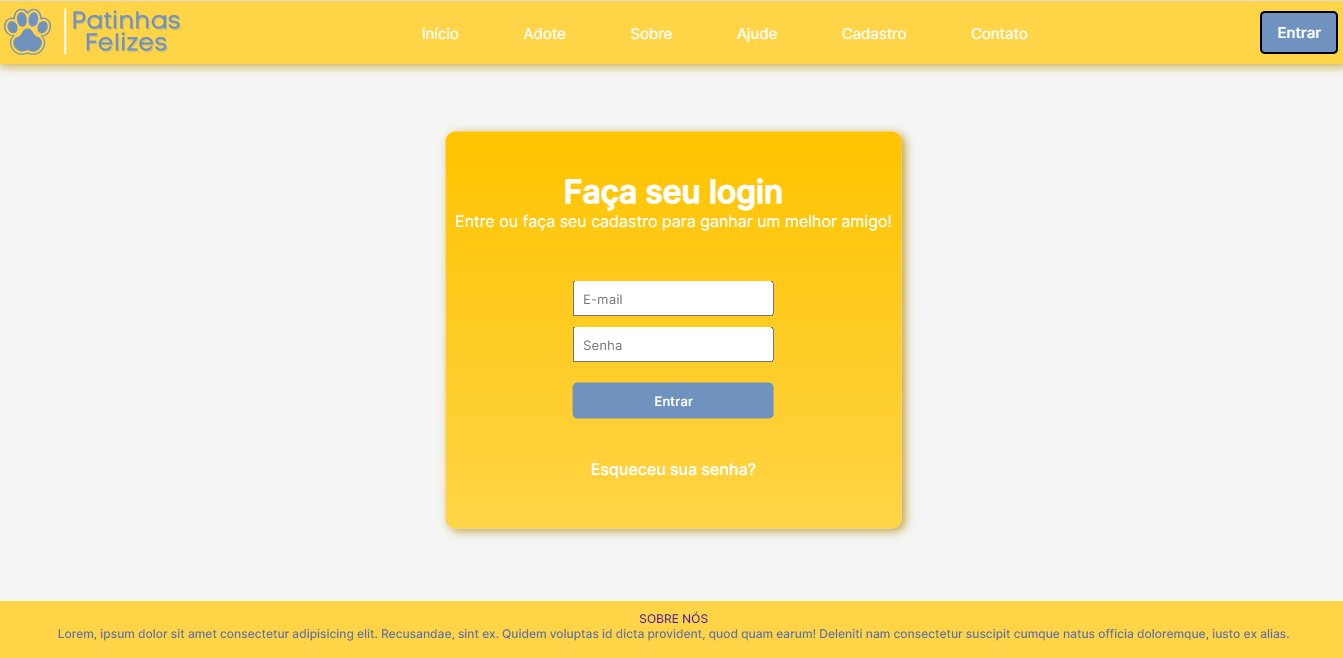 Patinhas
Felizes
Início Adote Sobre Ajude Cadastro Contato Entrar
Faça seu login
Entre ou faça seu cadastro para ganhar um melhor amigo!
E-mail
Senha
Entrar
Esqueceu sua senha?
SOBRE NÓS
Lorem, ipsum dolor sit amet consectetur adipisicing elit. Recusandae, sint ex. Quidem voluptas id dicta provident, quod quam earum! Deleniti nam consectetur suscipit cumque natus officia doloremque, iusto ex alias.